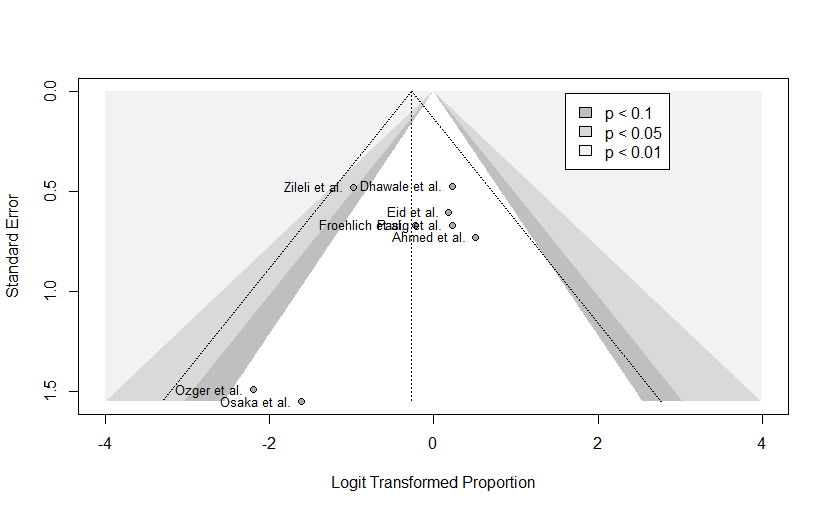 0.0
0.5
1.0
1.5
Standard Error
p < 0.1
p < 0.05
p < 0.01
Zileli et al.
Dhawale et al.
Eid et al.
Froehlich et al.
et al.
Ahmed et al.
Ozger et al.
Osaka et al.
-4 -2 0 2 4
Logit Transformed Proportion